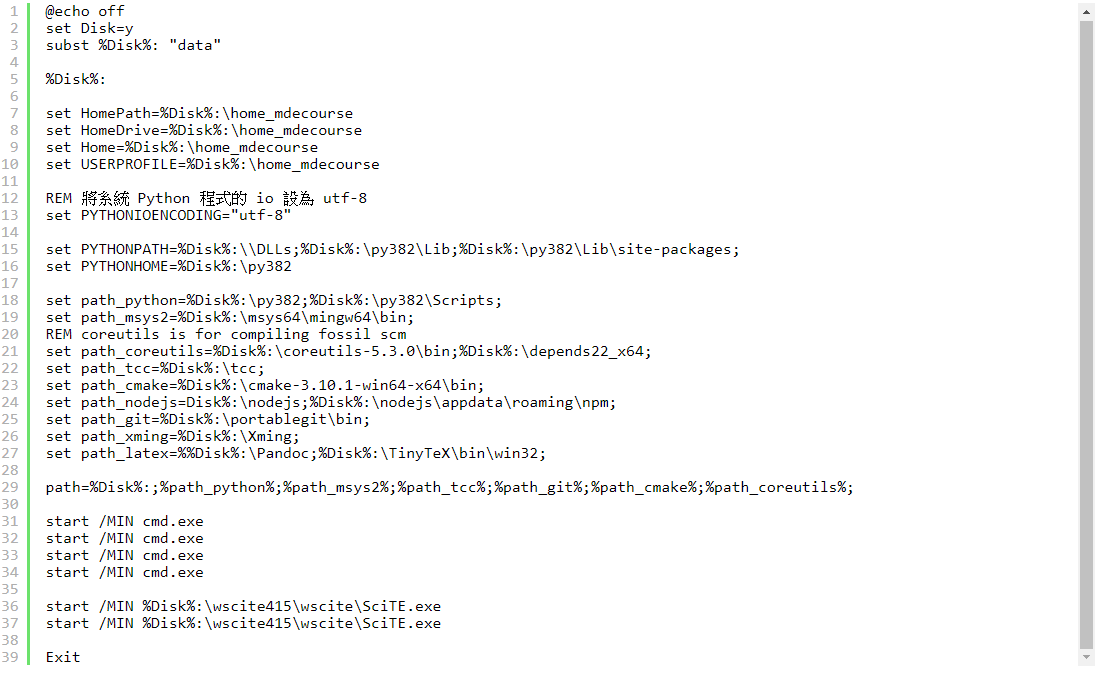 1 @echo off
2 set Disk=y
3 subst %Disk%: "data"
4
5 %Disk%:
6
7 set HomePath=%Disk%:\home_mdecourse
8 set HomeDrive=%Disk%:\home_mdecourse
9 set Home=%Disk%:\home_mdecourse
10 set USERPROFILE=%Disk%:\home_mdecourse
11
12 REM 將系統 Python 程式的 io 設為 utf-8
13 set PYTHONIOENCODING="utf-8"
14
15 set PYTHONPATH=%Disk%:\\DLLs;%Disk%:\py382\Lib;%Disk%:\py382\Lib\site-packages;
16 set PYTHONHOME=%Disk%:\py382
17
18 set path_python=%Disk%:\py382;%Disk%:\py382\Scripts;
19 set path_msys2=%Disk%:\msys64\mingw64\bin;
20 REM coreutils is for compiling fossil scm
21 set path_coreutils=%Disk%:\coreutils-5.3.0\bin;%Disk%:\depends22_x64;
22 set path_tcc=%Disk%:\tcc;
23 set path_cmake=%Disk%:\cmake-3.10.1-win64-x64\bin;
24 set path_nodejs=Disk%:\nodejs;%Disk%:\nodejs\appdata\roaming\npm;
25 set path_git=%Disk%:\portablegit\bin;
26 set path_xming=%Disk%:\Xming;
27 set path_latex=%%Disk%:\Pandoc;%Disk%:\TinyTeX\bin\win32;
28
29 path=%Disk%:;%path_python%;%path_msys2%;%path_tcc%;%path_git%;%path_cmake%;%path_coreutils%;
30
31 start /MIN cmd.exe
32 start /MIN cmd.exe
33 start /MIN cmd.exe
34 start /MIN cmd.exe
35
36 start /MIN %Disk%:\wscite415\wscite\SciTE.exe
37 start /MIN %Disk%:\wscite415\wscite\SciTE.exe
38
39 Exit